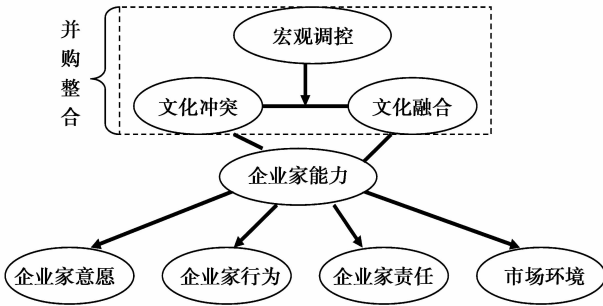 并购整合
宏观调控
文化冲突
文化融合
企业家能力
企业家意愿
企业家行为
企业家责任
市场环境